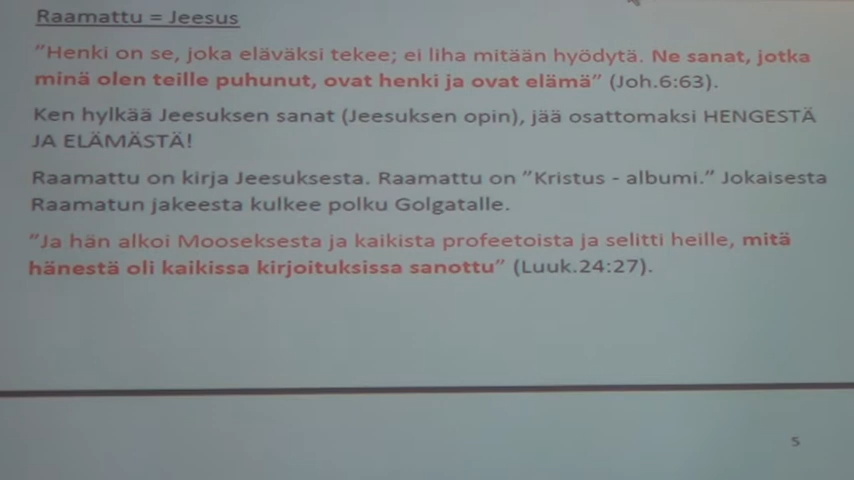 Raamattu = Jeesus
"Henki on se, joka eläväksi tekee; ei liha mitään hyödytä. Ne sanat, jotka
minä olen teille puhunut, ovat henki ja ovat elämä" (Joh.6:63).
Ken hylkää Jeesuksen sanat (Jeesuksen opin), jää osattomaksi HENGESTÄ
JA ELÄMÄSTÄ!
Raamattu on kirja Jeesuksesta. Raamattu on "Kristus - albumi." Jokaisesta
Raamatun jakeesta kulkee polku Golgatalle.
"Ja hän alkoi Mooseksesta ja kaikista profeetoista ja selitti heille, mitä
hänestä oli kaikissa kirjoituksissa sanottu" (Luuk.24:27).
5